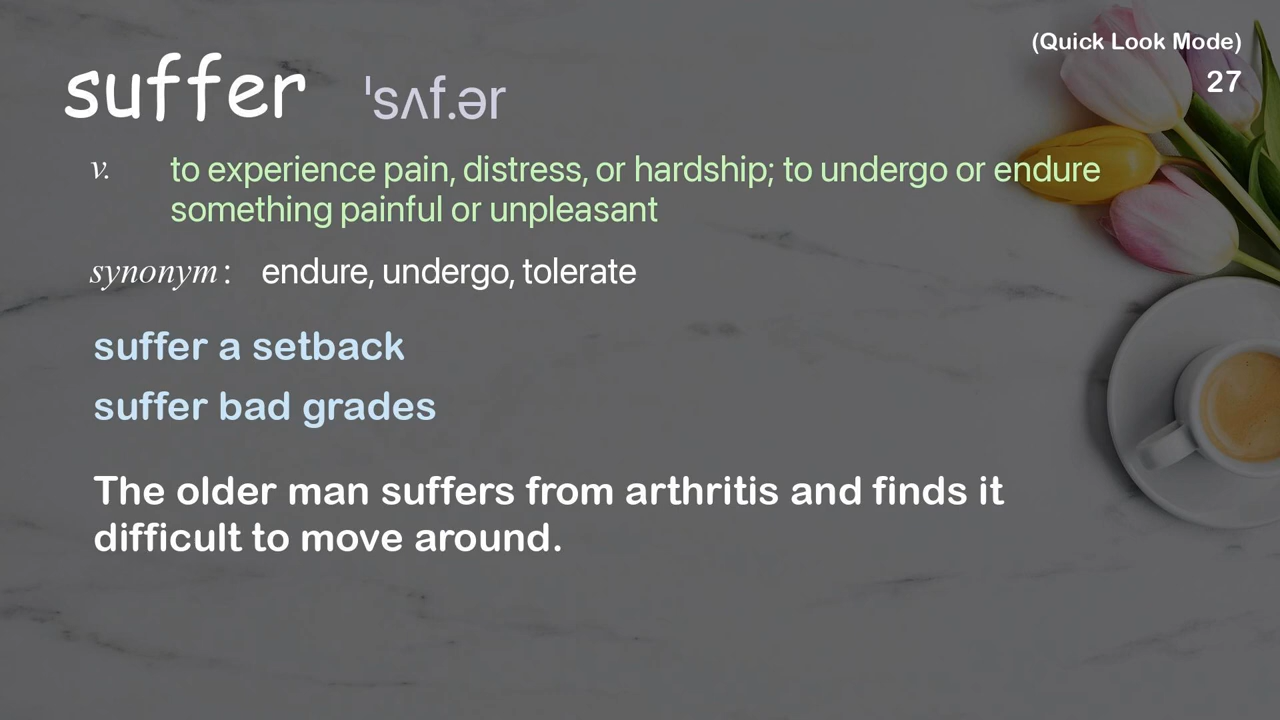 (Quick Look Mode)
27
suffer ˈsʌf.ər
v. to experience pain, distress, or hardship; to undergo or endure
something painful or unpleasant
synonym: endure, undergo, tolerate
suffer a setback
suffer bad grades
The older man suffers from arthritis and finds it
difficult to move around.